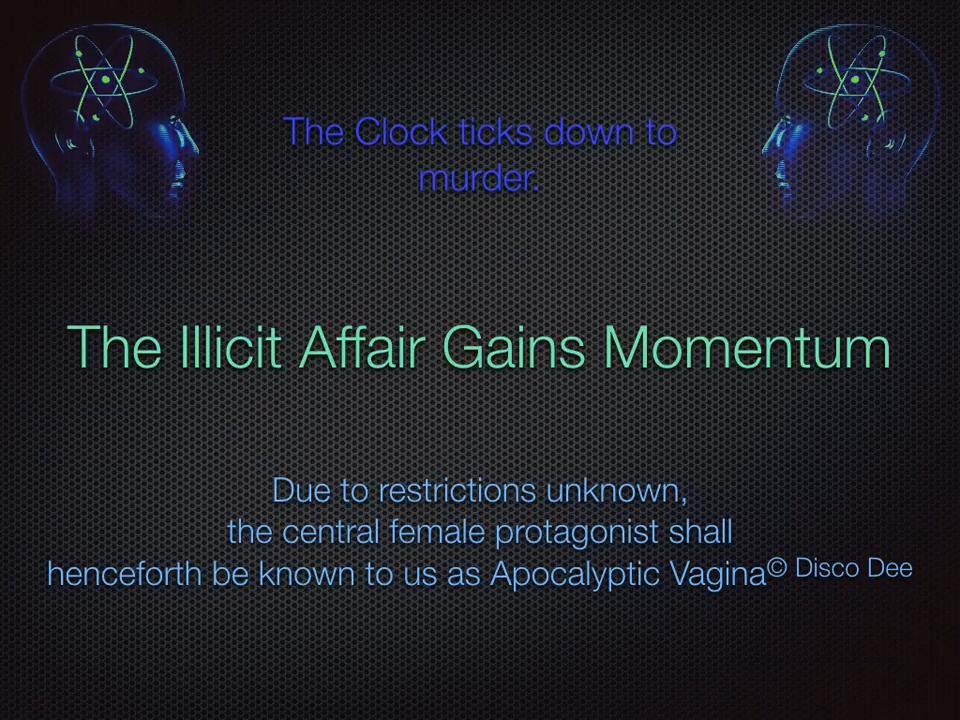 The Clock ticks down to
murder.
The Illicit Affair Gains Momentum
Due to restrictions unknown,
the central female protagonist shall
henceforth be known to us as Apocalyptic Vagina© Disco Dee